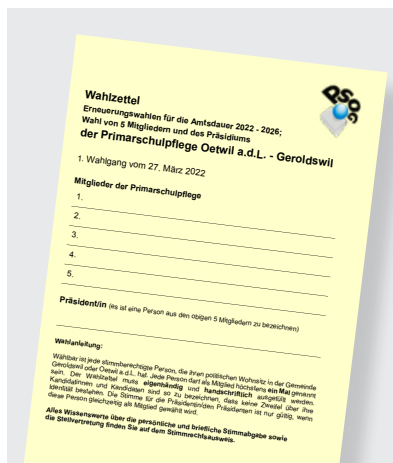 PSOG
Wahlzettel
Erneuerungswahlen für die Amtsdauer 2022 - 2026;
Wahl von 5 Mitgliedern und des Präsidiums
der Primarschulpflege Oetwil a.d.L. - Geroldswil
1. Wahlgang vom 27. März 2022
Mitglieder der Primarschulpflege
1.
2.
3.
4.
5.
Präsident/in (es ist eine Person aus den obigen 5 Mitgliedern zu bezeichnen)
Wahlanleitung:
Wählbar ist jede stimmberechtigte Person, die ihren politischen Wohnsitz in der Gemeinde
Geroldswil oder Oetwil a.d.L. hat. Jede Person darf als Mitglied höchstens ein Mal genannt
sein. Der Wahlzettel muss eigenhändig und handschriftlich ausgefüllt werden.
Kandidatinnen und Kandidaten sind so zu bezeichnen, dass keine Zweifel über ihre
Identität bestehen. Die Stimme für die Präsidentin/den Präsidenten ist nur gültig, wenn
diese Person gleichzeitig als Mitglied gewählt wird.
Alles Wissenswerte über die persönliche und briefliche Stimmabgabe sowie
die Stellvertretung finden Sie auf dem Stimmrechtsausweis.